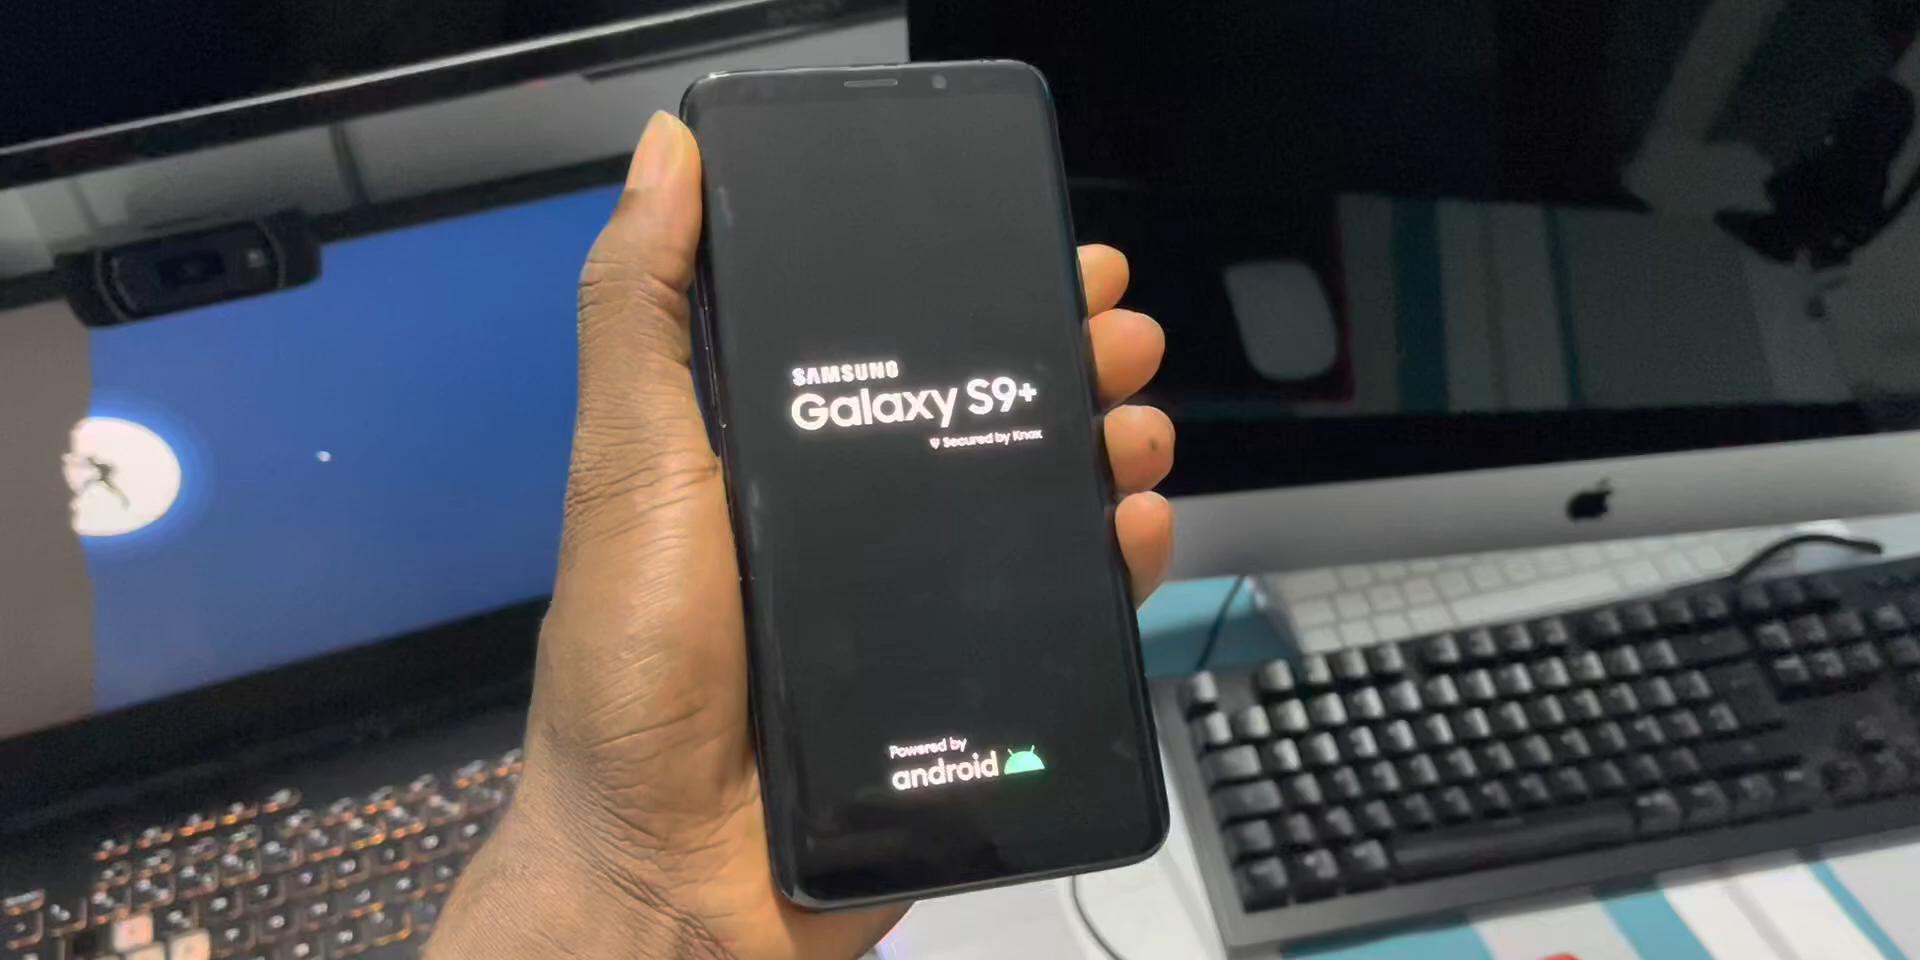 SAMSUNG
Galaxy S9+
Secured by Knox
Powered by
android